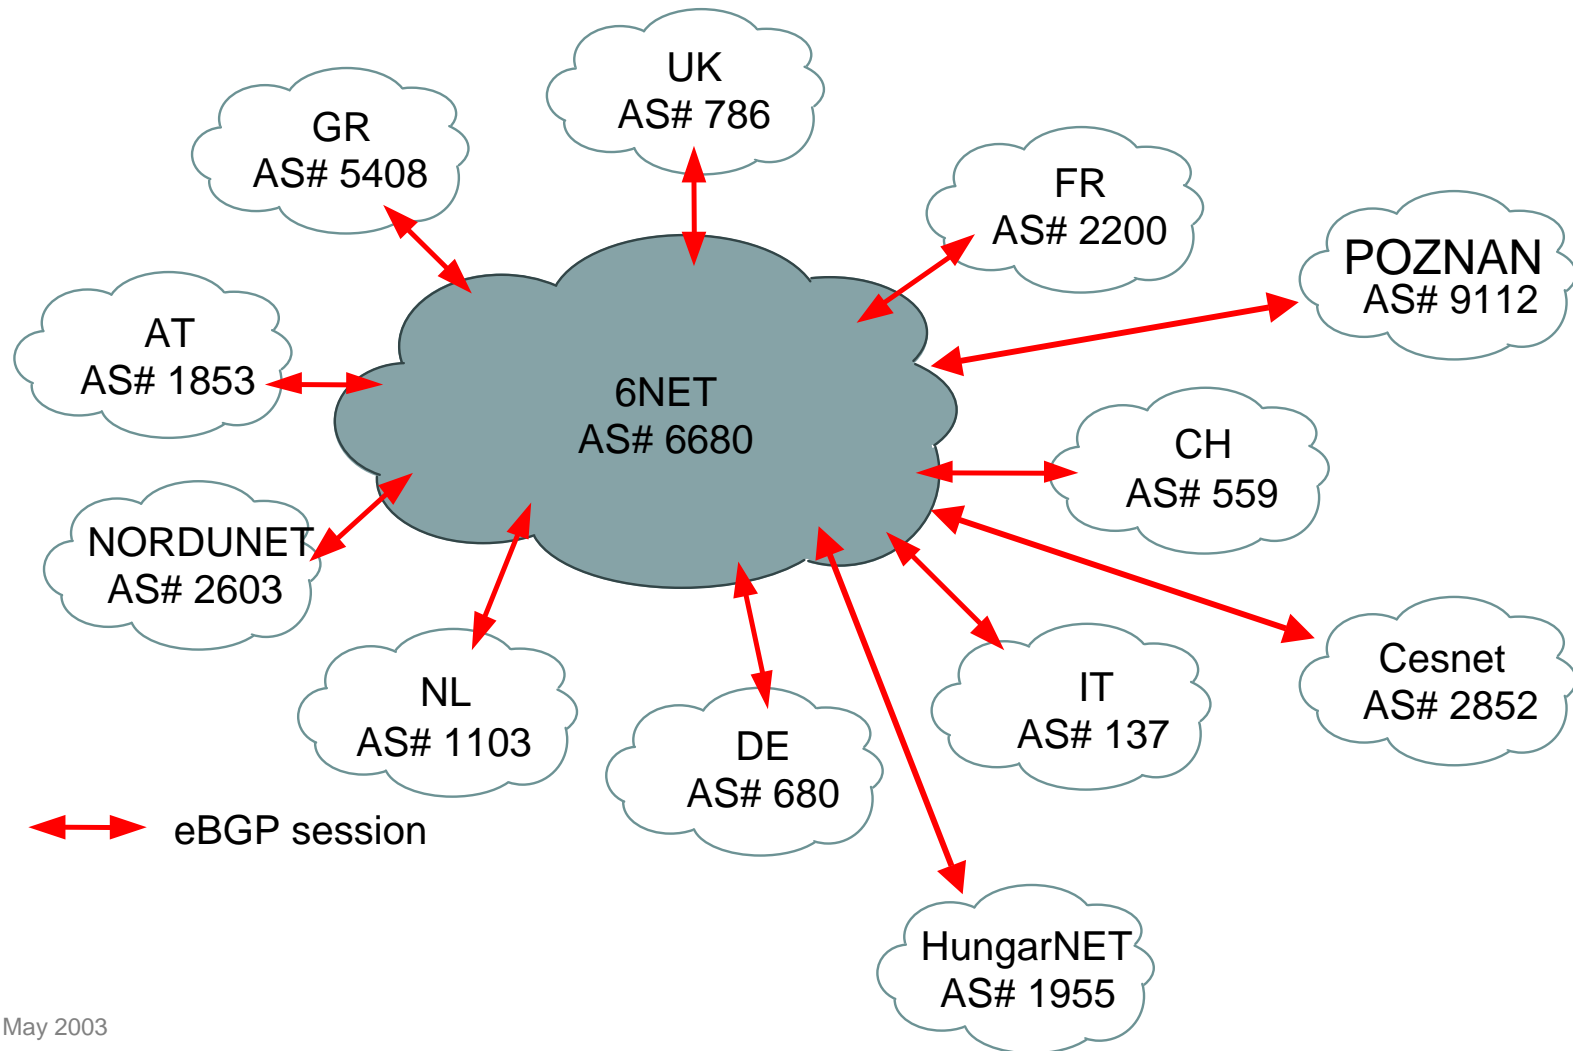 UK
AS# 786
GR
AS# 5408
FR
AS# 2200
POZNAN
AS# 9112
AT
AS# 1853
6NET
AS# 6680
CH
AS# 559
NORDUNET
AS# 2603
NL
AS# 1103
DE
AS# 680
IT
AS# 137
Cesnet
AS# 2852
eBGP session
HungarNET
AS# 1955
May 2003